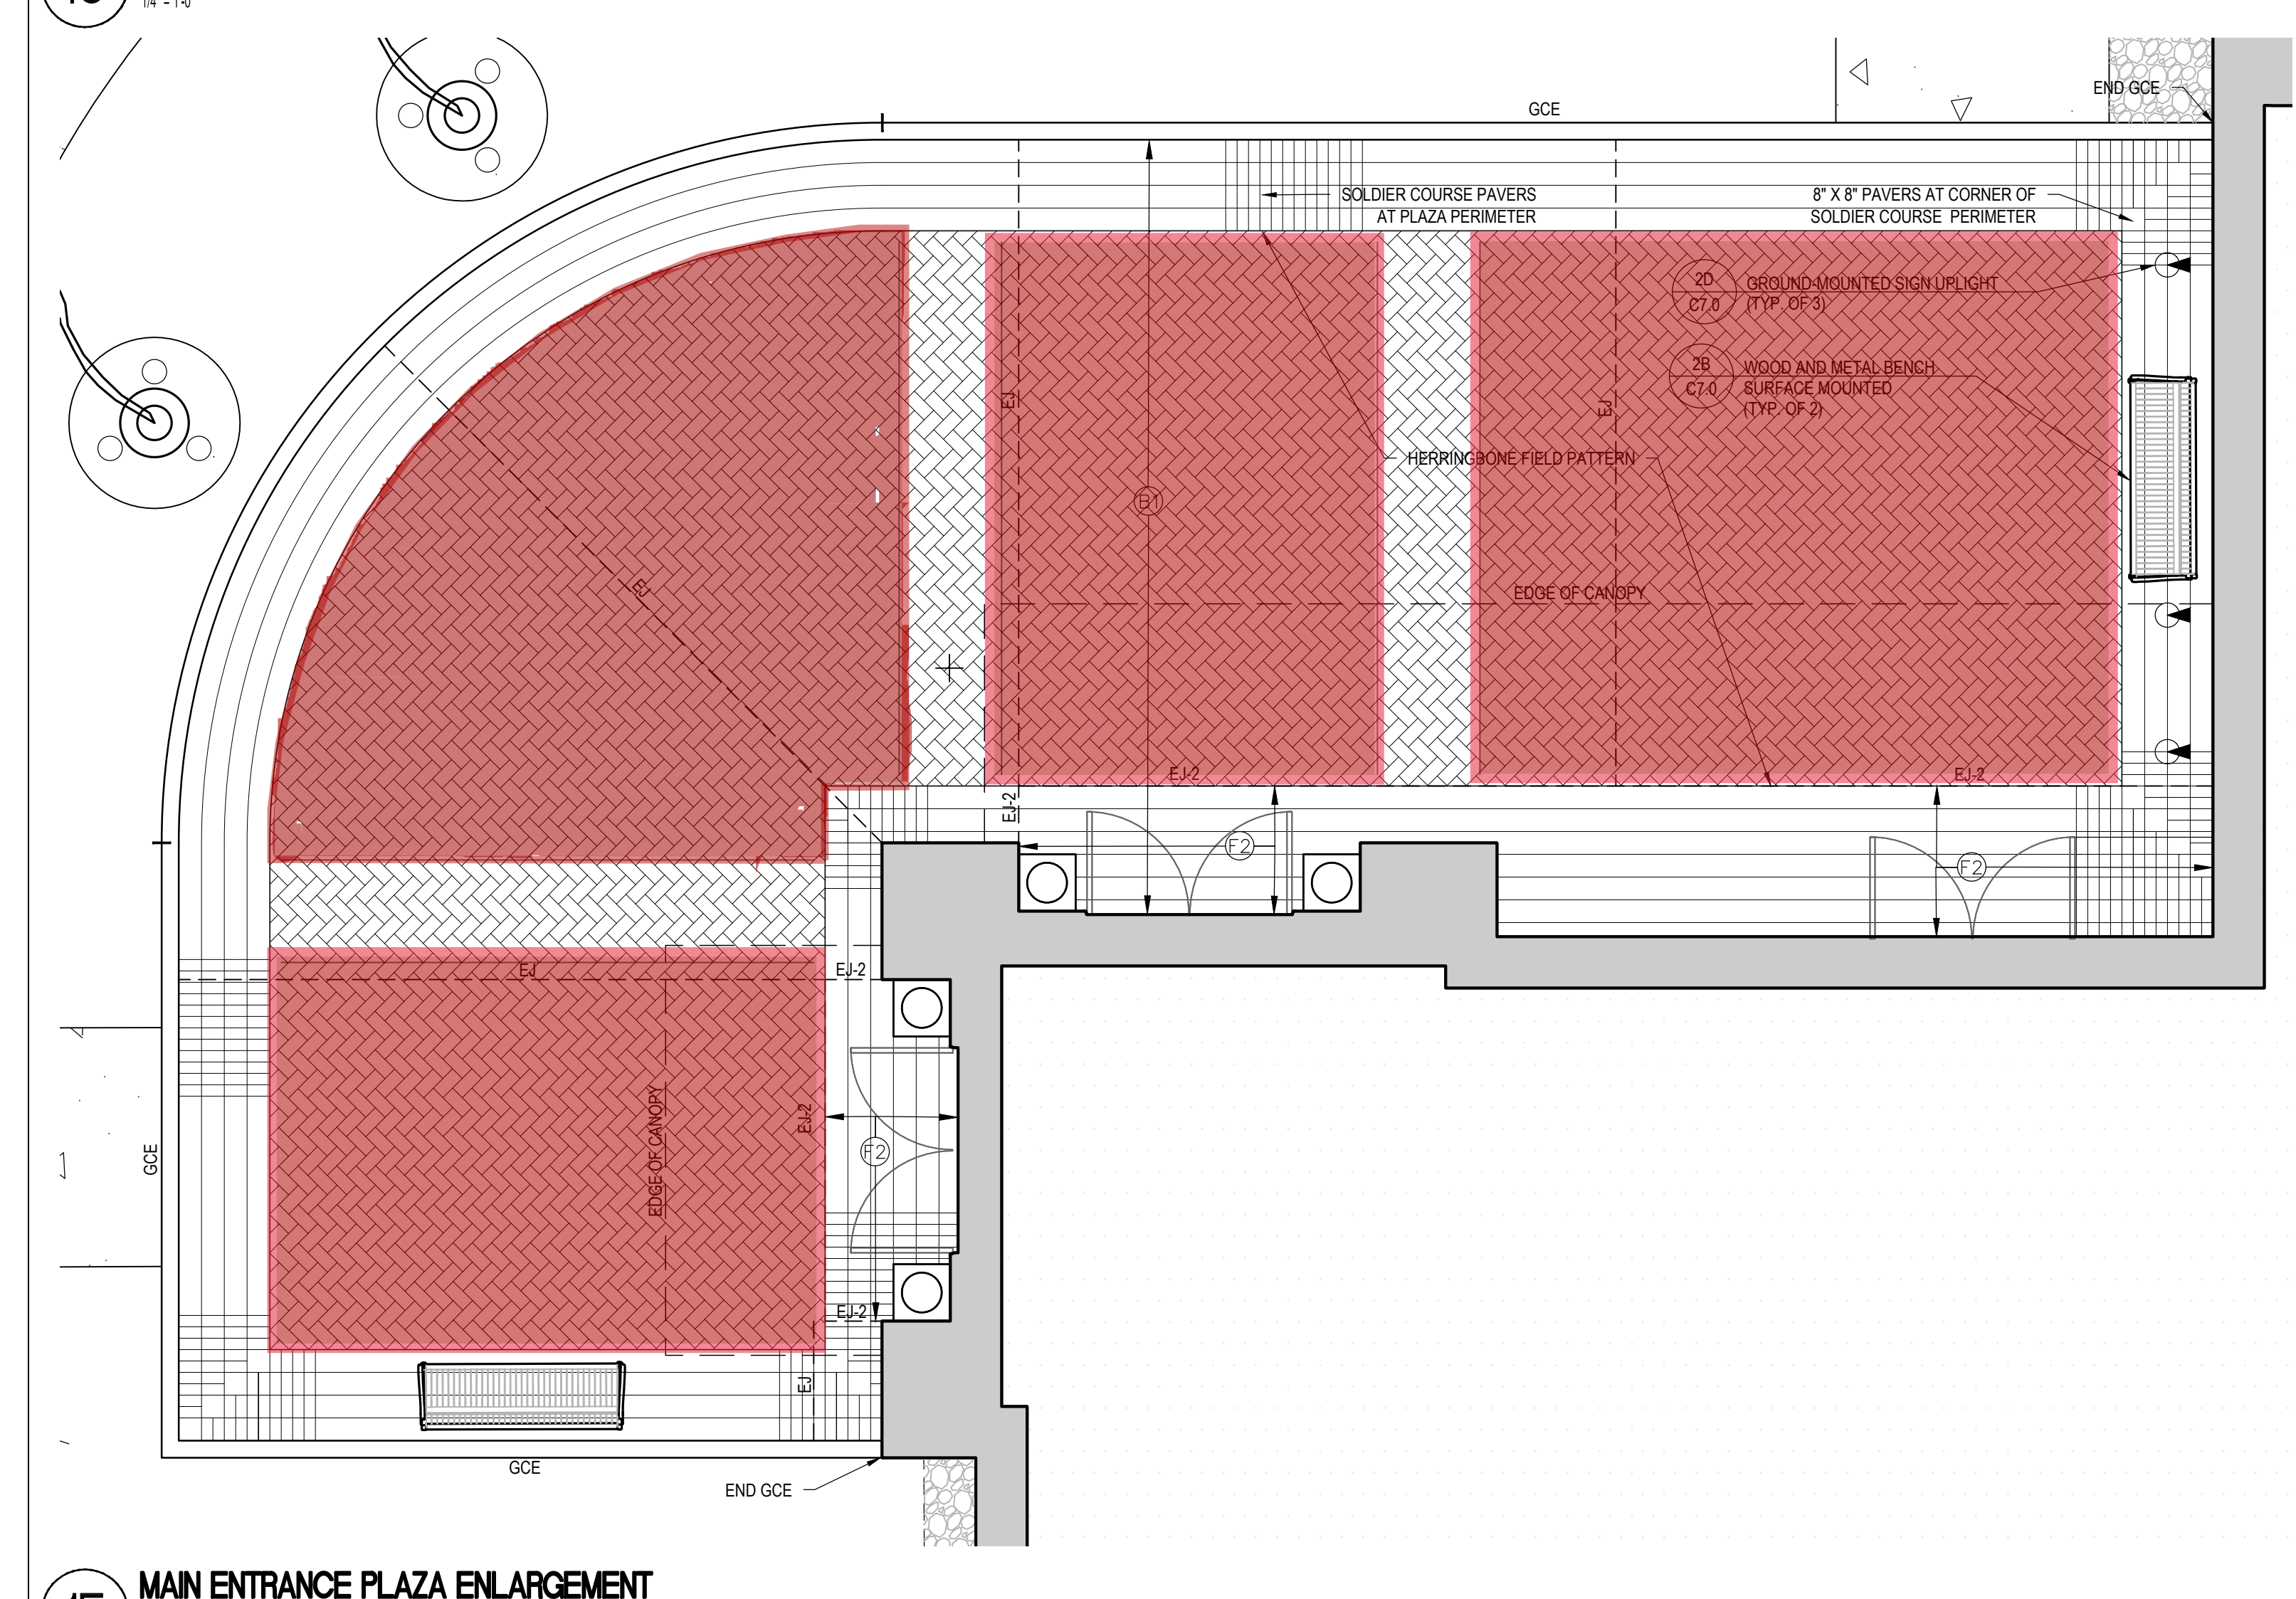 1/4" = 1'-0"
END GCE
GCE
SOLDIER COURSE PAVERS
AT PLAZA PERIMETER
8" X 8" PAVERS AT CORNER OF
SOLDIER COURSE PERIMETER
2D
C7.0
GROUND-MOUNTED SIGN UPLIGHT
(TYP. OF 3)
2B
C7.0
WOOD AND METAL BENCH
SURFACE MOUNTED
(TYP. OF 2)
EJ
EJ
HERRINGBONE FIELD PATTERN
B1
EJ
EDGE OF CANOPY
EJ-2
EJ-2
EJ-2
F2
F2
EJ
EJ-2
EDGE OF CANOPY
EJ-2
F2
GCE
EJ-2
EJ
GCE
END GCE
MAIN ENTRANCE PLAZA ENLARGEMENT